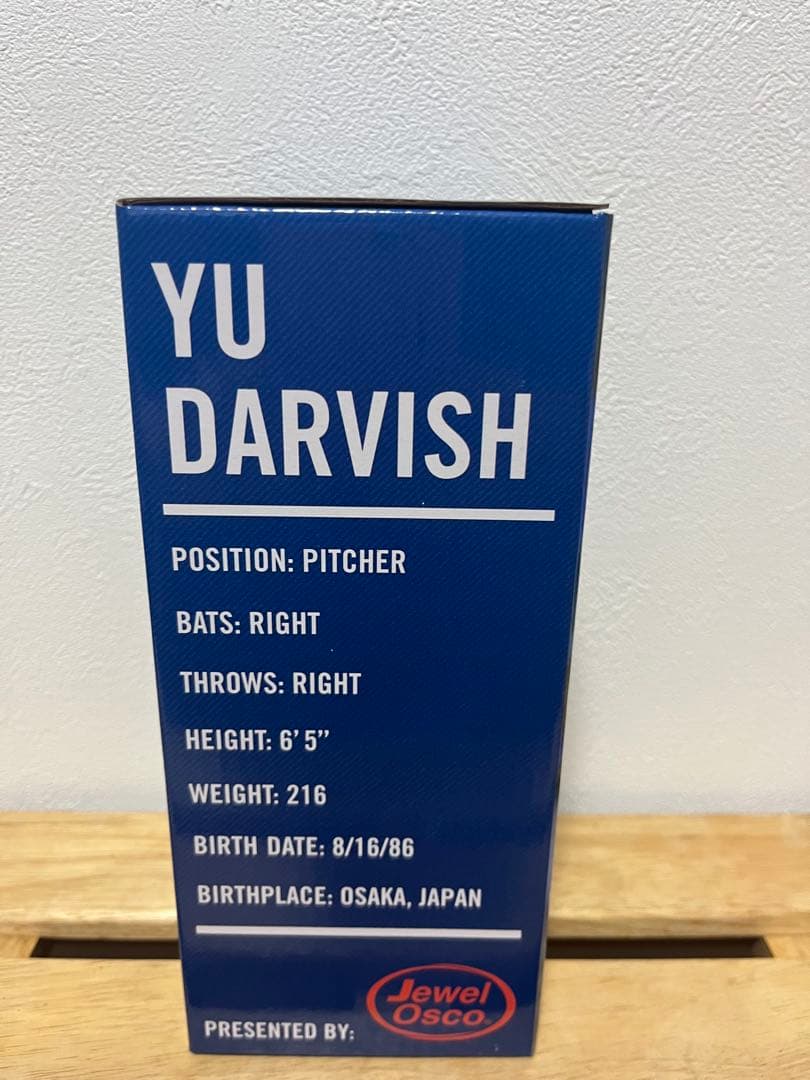 YU
DARVISH
POSITION: PITCHER
BATS: RIGHT
THROWS: RIGHT
HEIGHT: 6' 5"
WEIGHT: 216
BIRTH DATE: 8/16/86
BIRTHPLACE: OSAKA, JAPAN
PRESENTED BY:
Jewel
Osco